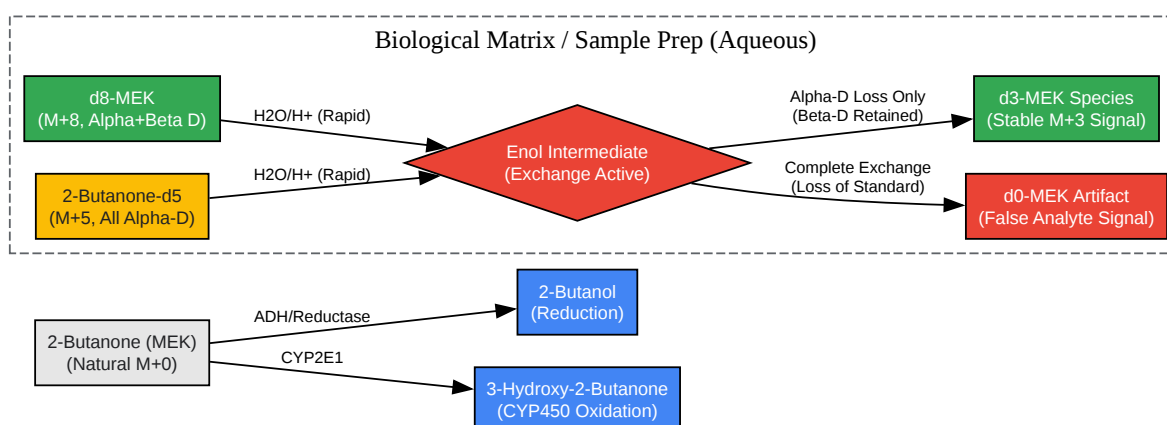 Biological Matrix / Sample Prep (Aqueous)
d8-MEK
(M+8, Alpha+Beta D)
H2O/H+ (Rapid)
2-Butanone-d5
(M+5, All Alpha-D)
H2O/H+ (Rapid)
Enol Intermediate
(Exchange Active)
Alpha-D Loss Only
(Beta-D Retained)
d3-MEK Species
(Stable M+3 Signal)
Complete Exchange
(Loss of Standard)
d0-MEK Artifact
(False Analyte Signal)
2-Butanone (MEK)
(Natural M+0)
ADH/Reductase
2-Butanol
(Reduction)
CYP2E1
3-Hydroxy-2-Butanone
(CYP450 Oxidation)